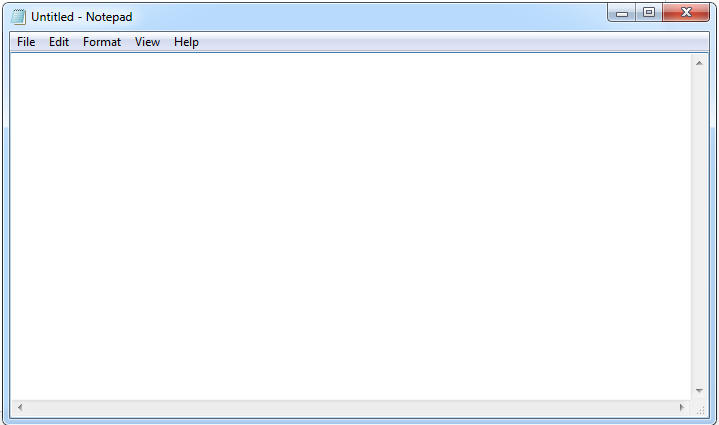 Untitled - Notepad
File Edit Format View Help